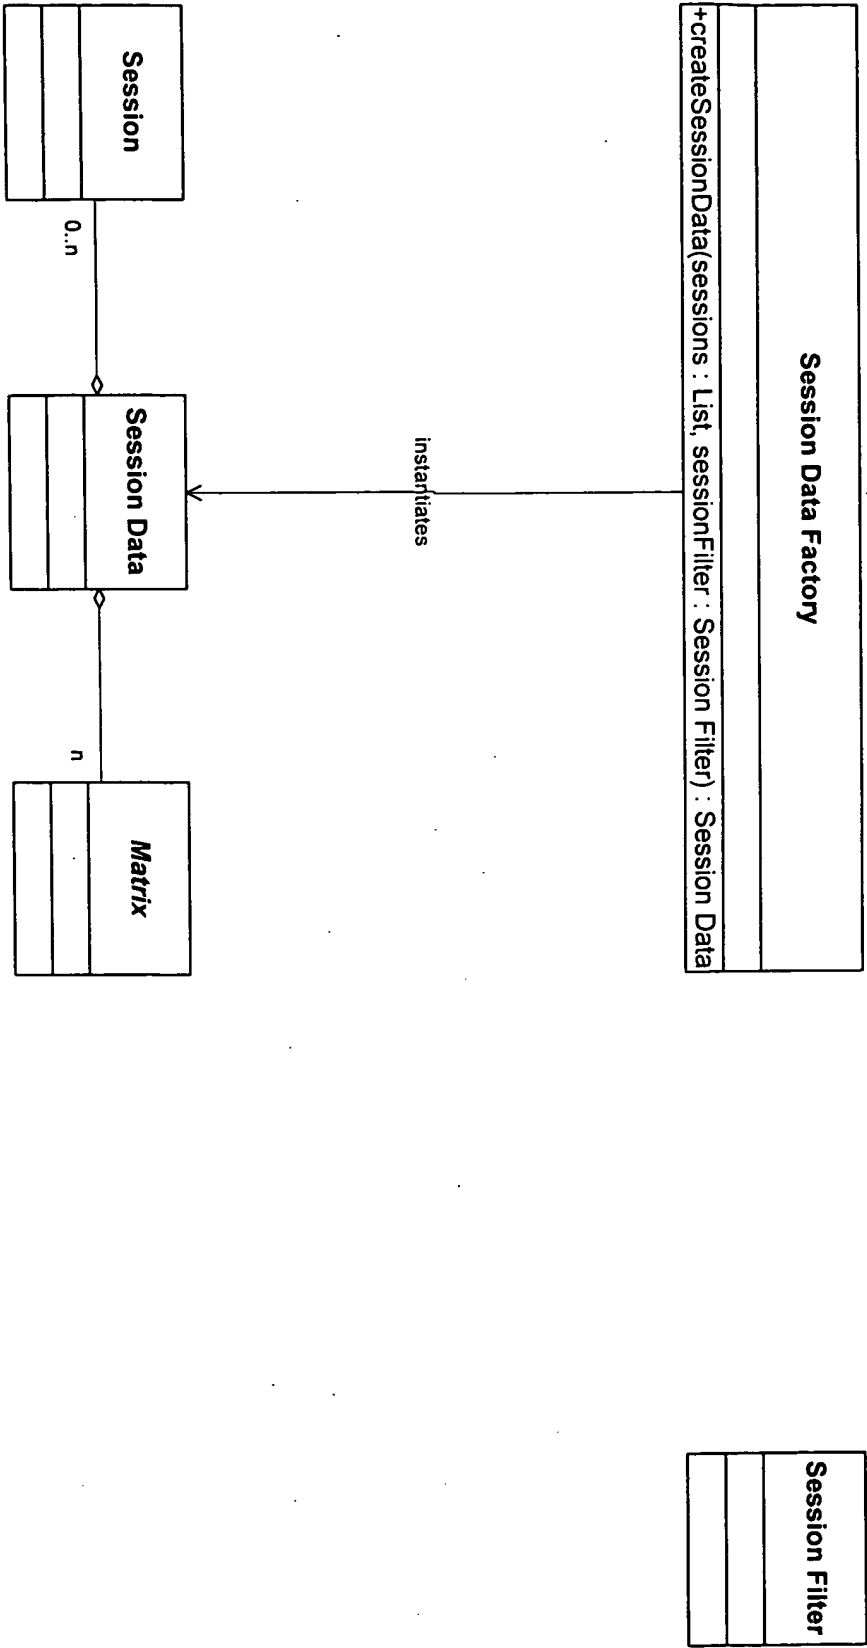 Session Data Factory
+createSessionData(sessions : List, sessionFilter : Session Filter) : Session Data
Session Filter
instantiates
Session
0..n
Session Data
n
Matrix